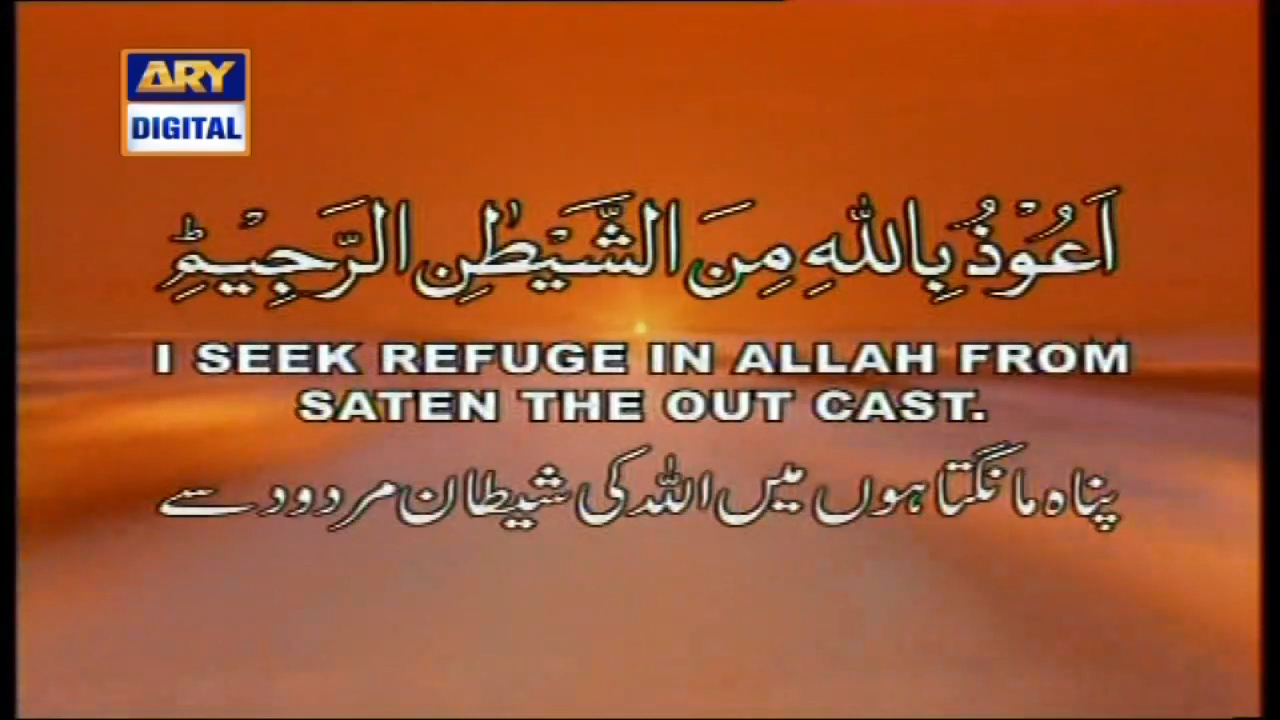 ARY
DIGITAL
اَعُوْذُ بِاللّٰهِ مِنَ الشَّيْطٰنِ الرَّجِيْمِؕ
I SEEK REFUGE IN ALLAH FROM
SATEN THE OUT CAST.
پناہ مانگتا ہوں میں اللہ کی شیطان مردود سے